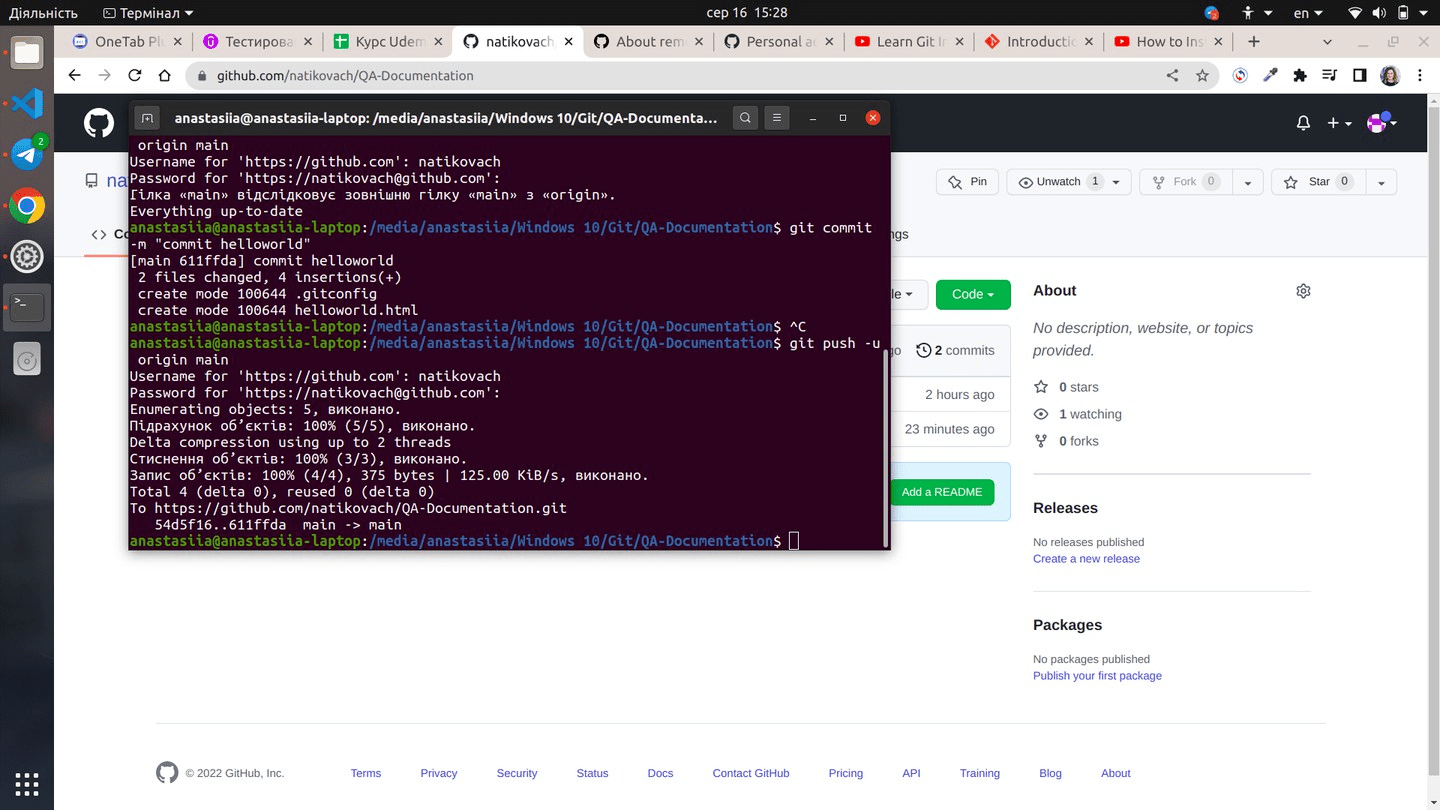 Діяльність
Термінал
сер 16 15:28
en
OneTab Plu
Тестирова
Курс Udem
natikovach
About rem
Personal ac
Learn Git In
Introductio
How to Ins
github.com/natikovach/QA-Documentation
2
anastasiia@anastasiia-laptop: /media/anastasiia/Windows 10/Git/QA-Documenta...
origin main
Username for 'https://github.com': natikovach
Password for 'https://natikovach@github.com':
Гілка «main» відслідковує зовнішню гілку «main» з «origin».
Everything up-to-date
anastasiia@anastasiia-laptop:/media/anastasiia/Windows 10/Git/QA-Documentation$ git commit
-m "commit helloworld"
[main 611ffda] commit helloworld
2 files changed, 4 insertions(+)
create mode 100644 .gitconfig
create mode 100644 helloworld.html
anastasiia@anastasiia-laptop:/media/anastasiia/Windows 10/Git/QA-Documentation$ ^C
anastasiia@anastasiia-laptop:/media/anastasiia/Windows 10/Git/QA-Documentation$ git push -u
origin main
Username for 'https://github.com': natikovach
Password for 'https://natikovach@github.com':
Enumerating objects: 5, виконано.
Підрахунок об’єктів: 100% (5/5), виконано.
Delta compression using up to 2 threads
Стиснення об’єктів: 100% (3/3), виконано.
Запис об’єктів: 100% (4/4), 375 bytes | 125.00 KiB/s, виконано.
Total 4 (delta 0), reused 0 (delta 0)
To https://github.com/natikovach/QA-Documentation.git
54d5f16..611ffda main -> main
anastasiia@anastasiia-laptop:/media/anastasiia/Windows 10/Git/QA-Documentation$
na
Pin
Unwatch 1
Fork 0
Star 0
<> Co
ngs
le
Code
go
2 commits
2 hours ago
23 minutes ago
Add a README
About
No description, website, or topics
provided.
0 stars
1 watching
0 forks
Releases
No releases published
Create a new release
Packages
No packages published
Publish your first package
© 2022 GitHub, Inc.
Terms
Privacy
Security
Status
Docs
Contact GitHub
Pricing
API
Training
Blog
About